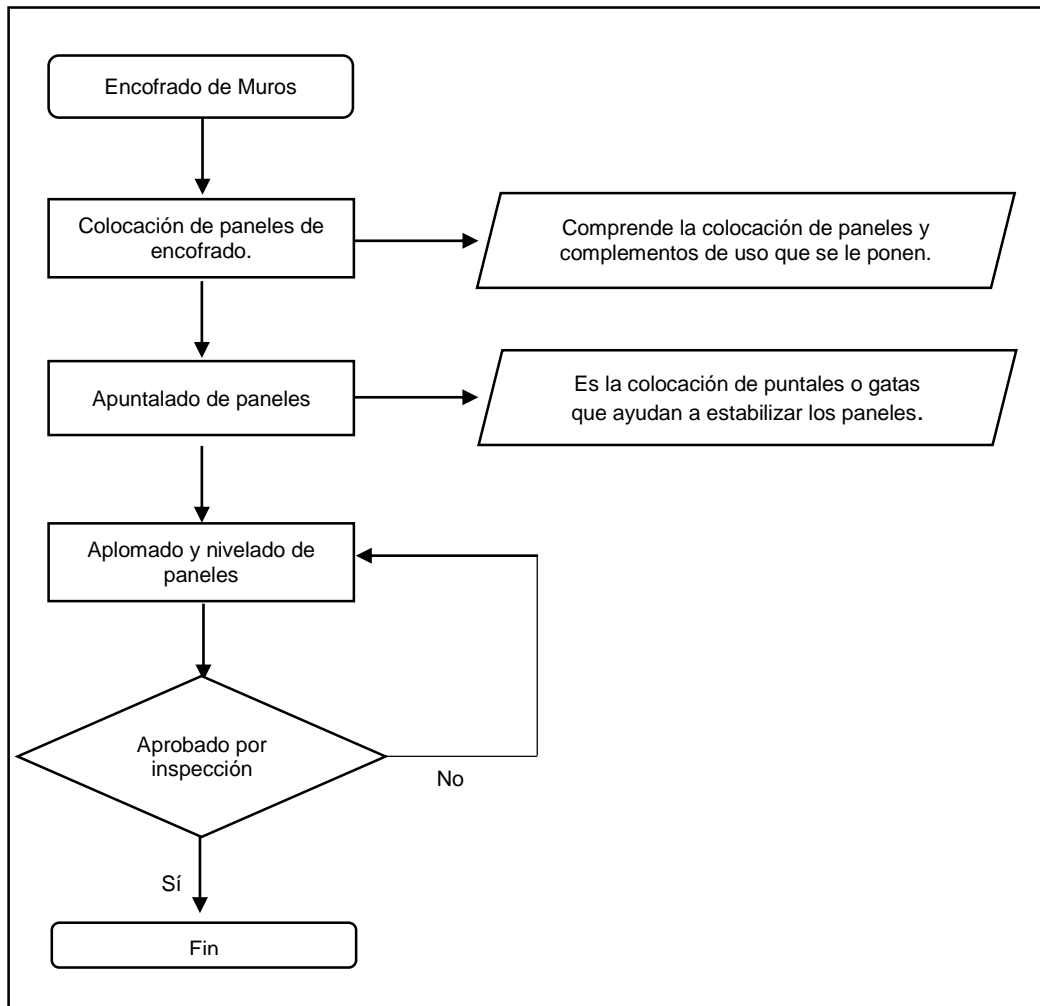 Encofrado de Muros
Colocación de paneles de
encofrado.
Comprende la colocación de paneles y
complementos de uso que se le ponen.
Apuntalado de paneles
Es la colocación de puntales o gatas
que ayudan a estabilizar los paneles.
Aplomado y nivelado de
paneles
Aprobado por
inspección
No
Sí
Fin